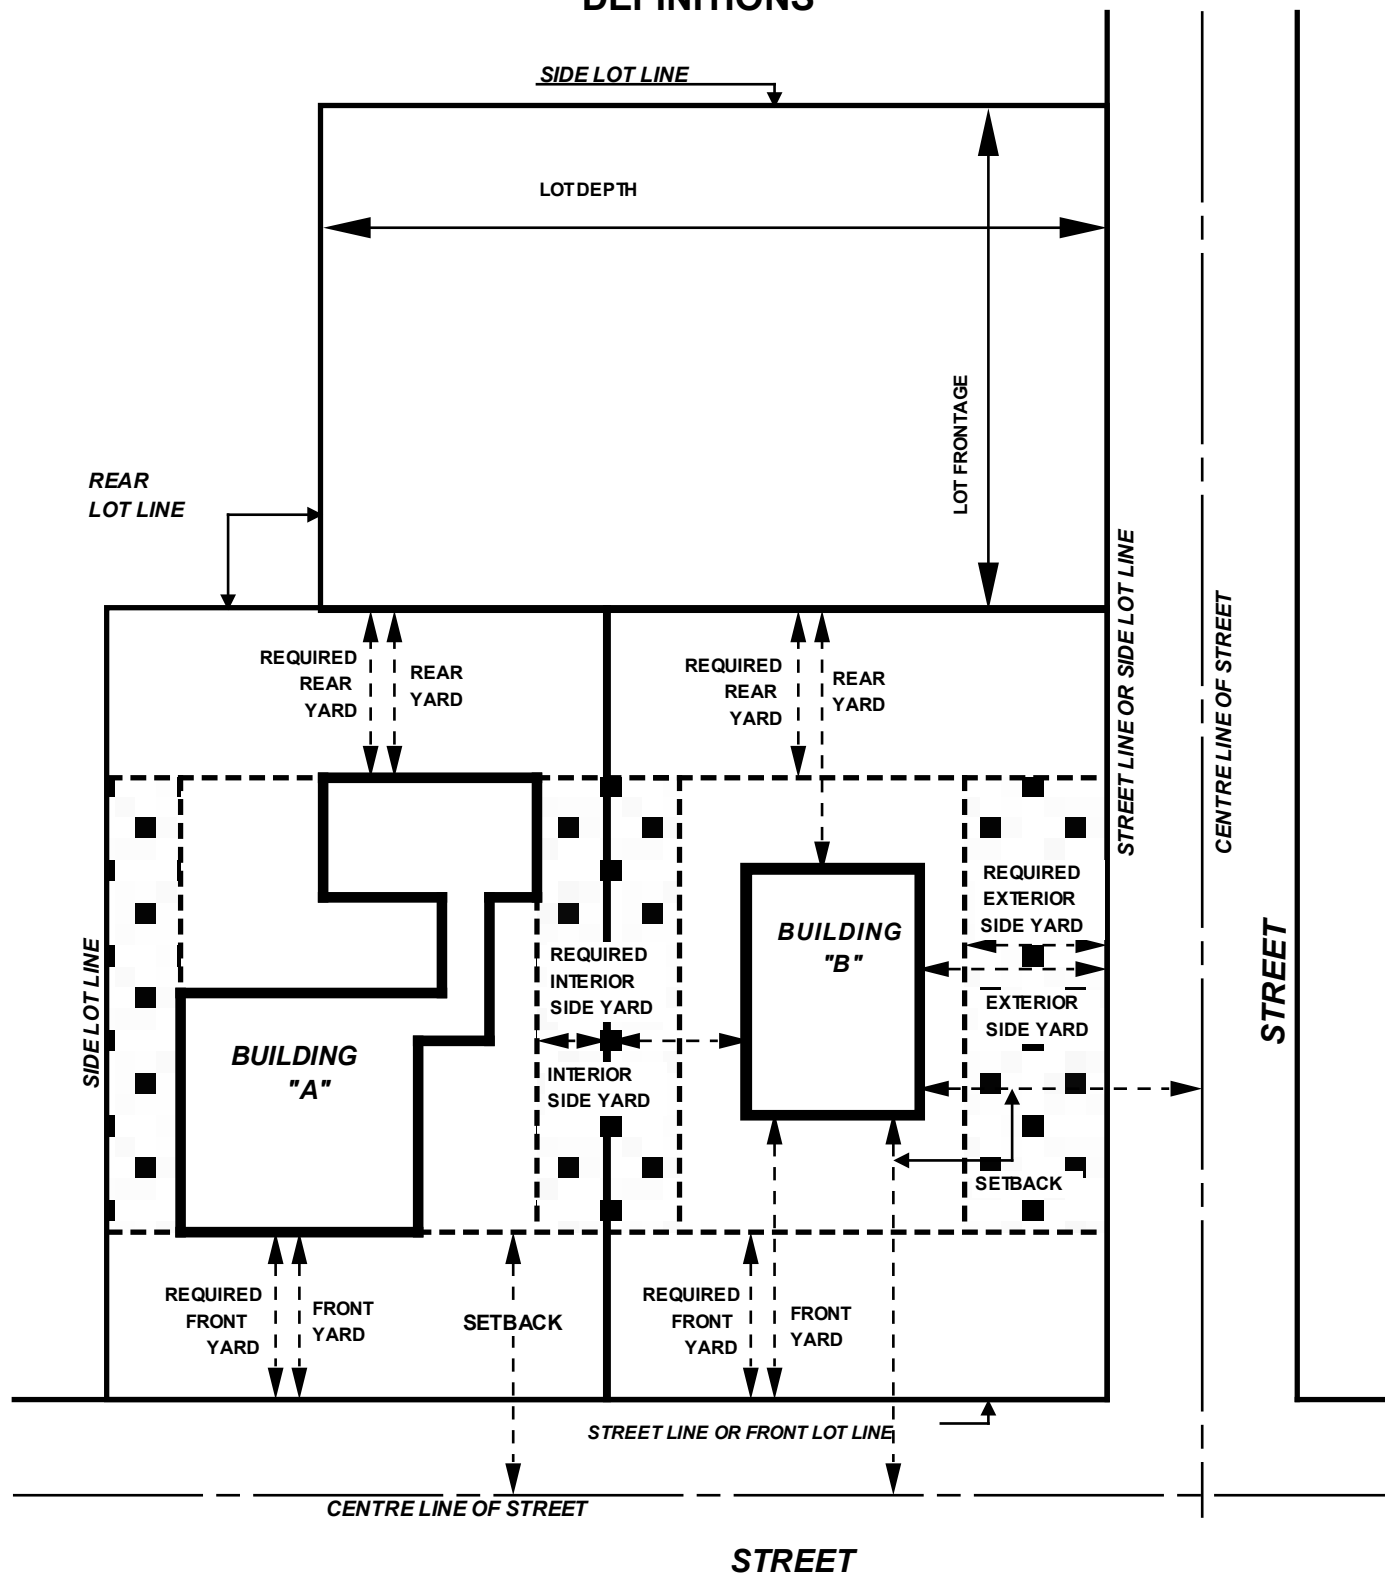 DEFINITIONS
SIDE LOT LINE
LOT DEPTH
LOT FRONTAGE
REAR
LOT LINE
STREET LINE OR SIDE LOT LINE
CENTRE LINE OF STREET
REQUIRED
REAR
YARD
REAR
YARD
REQUIRED
REAR
YARD
REAR
YARD
SIDE LOT LINE
REQUIRED
EXTERIOR
SIDE YARD
BUILDING
"B"
REQUIRED
INTERIOR
SIDE YARD
EXTERIOR
SIDE YARD
STREET
BUILDING
"A"
INTERIOR
SIDE YARD
SETBACK
REQUIRED
FRONT
YARD
FRONT
YARD
SETBACK
REQUIRED
FRONT
YARD
FRONT
YARD
STREET LINE OR FRONT LOT LINE
CENTRE LINE OF STREET
STREET